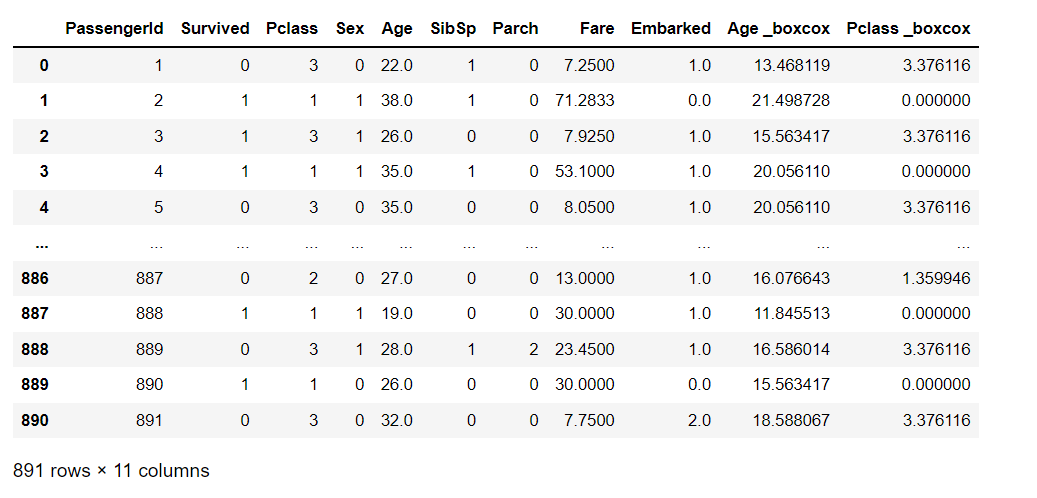 PassengerId Survived Pclass Sex Age SibSp Parch Fare Embarked Age _boxcox Pclass _boxcox
0 1 0 3 0 22.0 1 0 7.2500 1.0 13.468119 3.376116
1 2 1 1 1 38.0 1 0 71.2833 0.0 21.498728 0.000000
2 3 1 3 1 26.0 0 0 7.9250 1.0 15.563417 3.376116
3 4 1 1 1 35.0 1 0 53.1000 1.0 20.056110 0.000000
4 5 0 3 0 35.0 0 0 8.0500 1.0 20.056110 3.376116
... ... ... ... ... ... ... ... ... ... ... ...
886 887 0 2 0 27.0 0 0 13.0000 1.0 16.076643 1.359946
887 888 1 1 1 19.0 0 0 30.0000 1.0 11.845513 0.000000
888 889 0 3 1 28.0 1 2 23.4500 1.0 16.586014 3.376116
889 890 1 1 0 26.0 0 0 30.0000 0.0 15.563417 0.000000
890 891 0 3 0 32.0 0 0 7.7500 2.0 18.588067 3.376116
891 rows × 11 columns